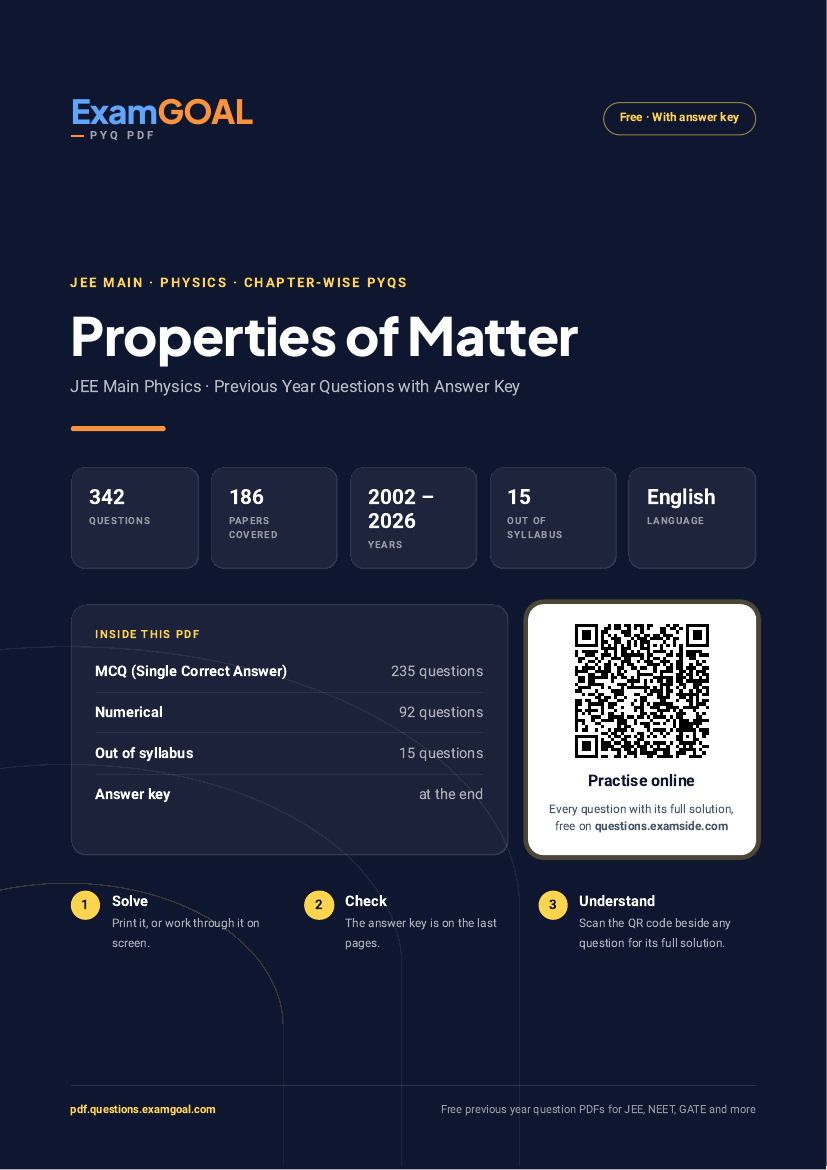 ExamGOAL
PYQ PDF
Free · With answer key
JEE MAIN · PHYSICS · CHAPTER-WISE PYQS
Properties of Matter
JEE Main Physics · Previous Year Questions with Answer Key
342
QUESTIONS
186
PAPERS
COVERED
2002 –
2026
YEARS
15
OUT OF
SYLLABUS
English
LANGUAGE
INSIDE THIS PDF
MCQ (Single Correct Answer) 235 questions
Numerical 92 questions
Out of syllabus 15 questions
Answer key at the end
Practise online
Every question with its full solution,
free on questions.examside.com
1 Solve
Print it, or work through it on
screen.
2 Check
The answer key is on the last
pages.
3 Understand
Scan the QR code beside any
question for its full solution.
pdf.questions.examgoal.com
Free previous year question PDFs for JEE, NEET, GATE and more